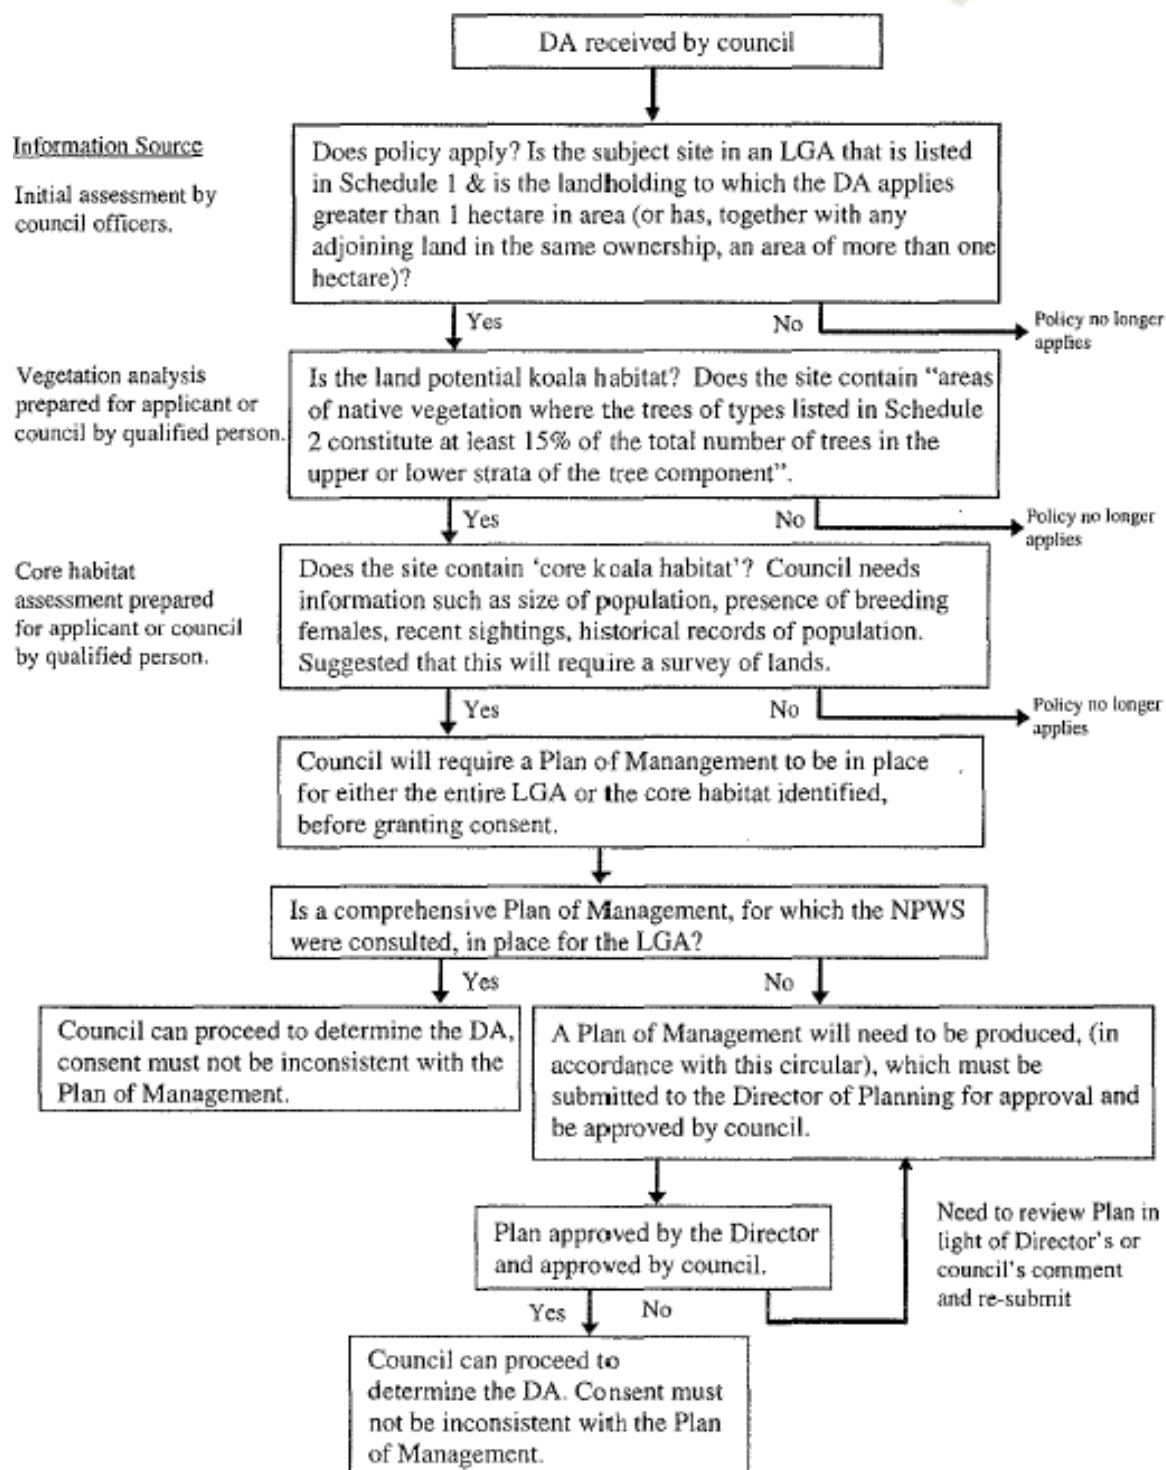 DA received by council
Information Source
Initial assessment by
council officers.
Does policy apply? Is the subject site in an LGA that is listed
in Schedule 1 & is the landholding to which the DA applies
greater than 1 hectare in area (or has, together with any
adjoining land in the same ownership, an area of more than one
hectare)?
Yes
No
Policy no longer
applies
Vegetation analysis
prepared for applicant or
council by qualified person.
Is the land potential koala habitat? Does the site contain “areas
of native vegetation where the trees of types listed in Schedule
2 constitute at least 15% of the total number of trees in the
upper or lower strata of the tree component”.
Yes
No
Policy no longer
applies
Core habitat
assessment prepared
for applicant or council
by qualified person.
Does the site contain ‘core koala habitat’? Council needs
information such as size of population, presence of breeding
females, recent sightings, historical records of population.
Suggested that this will require a survey of lands.
Yes
No
Policy no longer
applies
Council will require a Plan of Manangement to be in place
for either the entire LGA or the core habitat identified,
before granting consent.
Is a comprehensive Plan of Management, for which the NPWS
were consulted, in place for the LGA?
Yes
No
Council can proceed to determine the DA,
consent must not be inconsistent with the
Plan of Management.
A Plan of Management will need to be produced, (in
accordance with this circular), which must be
submitted to the Director of Planning for approval and
be approved by council.
Plan approved by the Director
and approved by council.
Need to review Plan in
light of Director's or
council's comment
and re-submit
Yes
No
Council can proceed to
determine the DA. Consent must
not be inconsistent with the Plan
of Management.